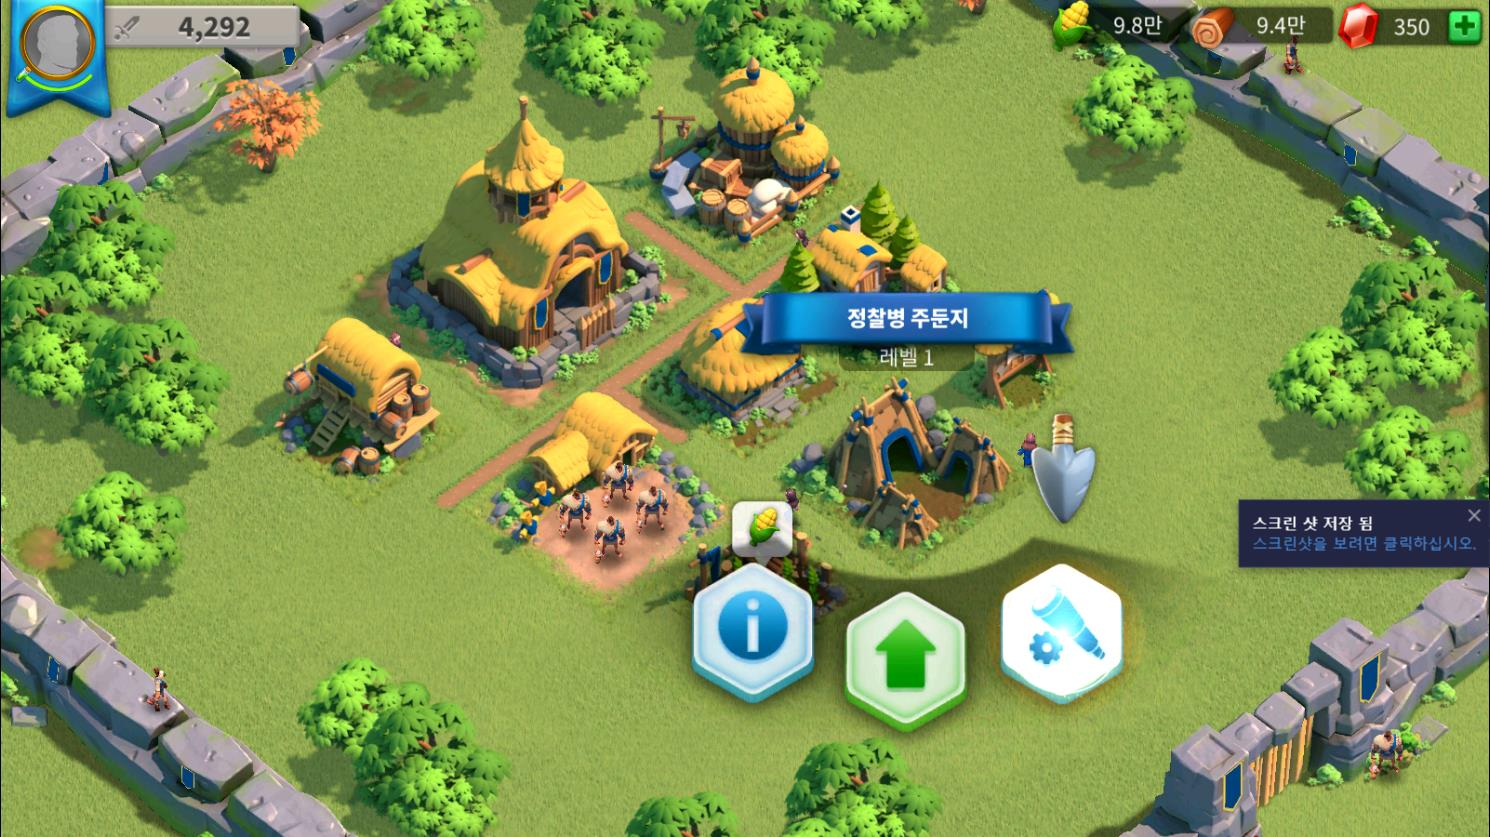 4,292
9.8만
9.4만
350
정찰병 주둔지
레벨 1
스크린 샷 저장 됨
스크린샷을 보려면 클릭하십시오.